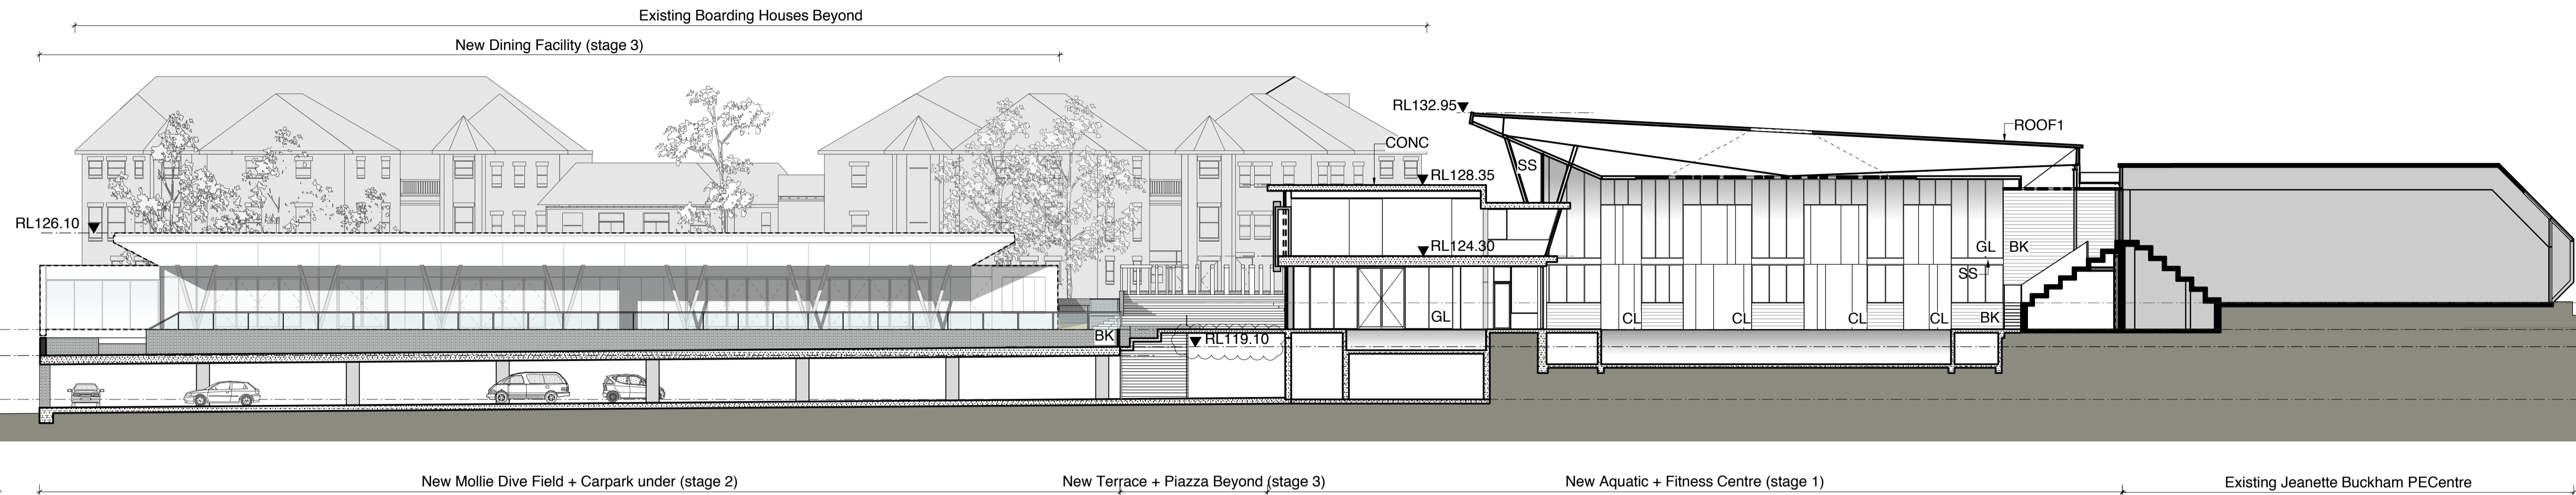 Existing Boarding Houses Beyond
New Dining Facility (stage 3)
RL132.95
ROOF1
CONC
SS
RL128.35
RL126.10
RL124.30
GL
BK
SS
GL
CL
CL
CL
CL
BK
BK
RL119.10
New Mollie Dive Field + Carpark under (stage 2)
New Terrace + Piazza Beyond (stage 3)
New Aquatic + Fitness Centre (stage 1)
Existing Jeanette Buckham PECentre